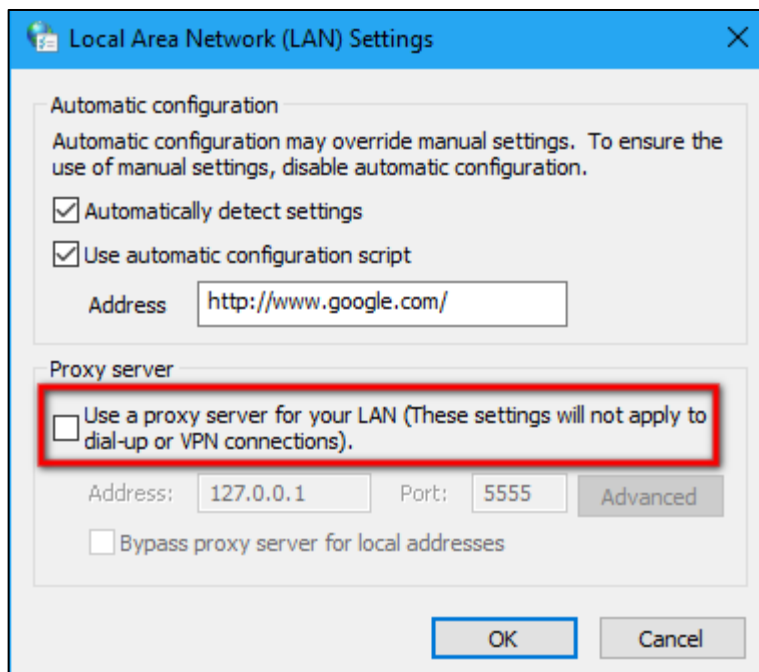 Local Area Network (LAN) Settings
Automatic configuration
Automatic configuration may override manual settings.  To ensure the
use of manual settings, disable automatic configuration.
Automatically detect settings
Use automatic configuration script
Address http://www.google.com/
Proxy server
Use a proxy server for your LAN (These settings will not apply to
dial-up or VPN connections).
Address: 127.0.0.1 Port: 5555 Advanced
Bypass proxy server for local addresses
OK Cancel